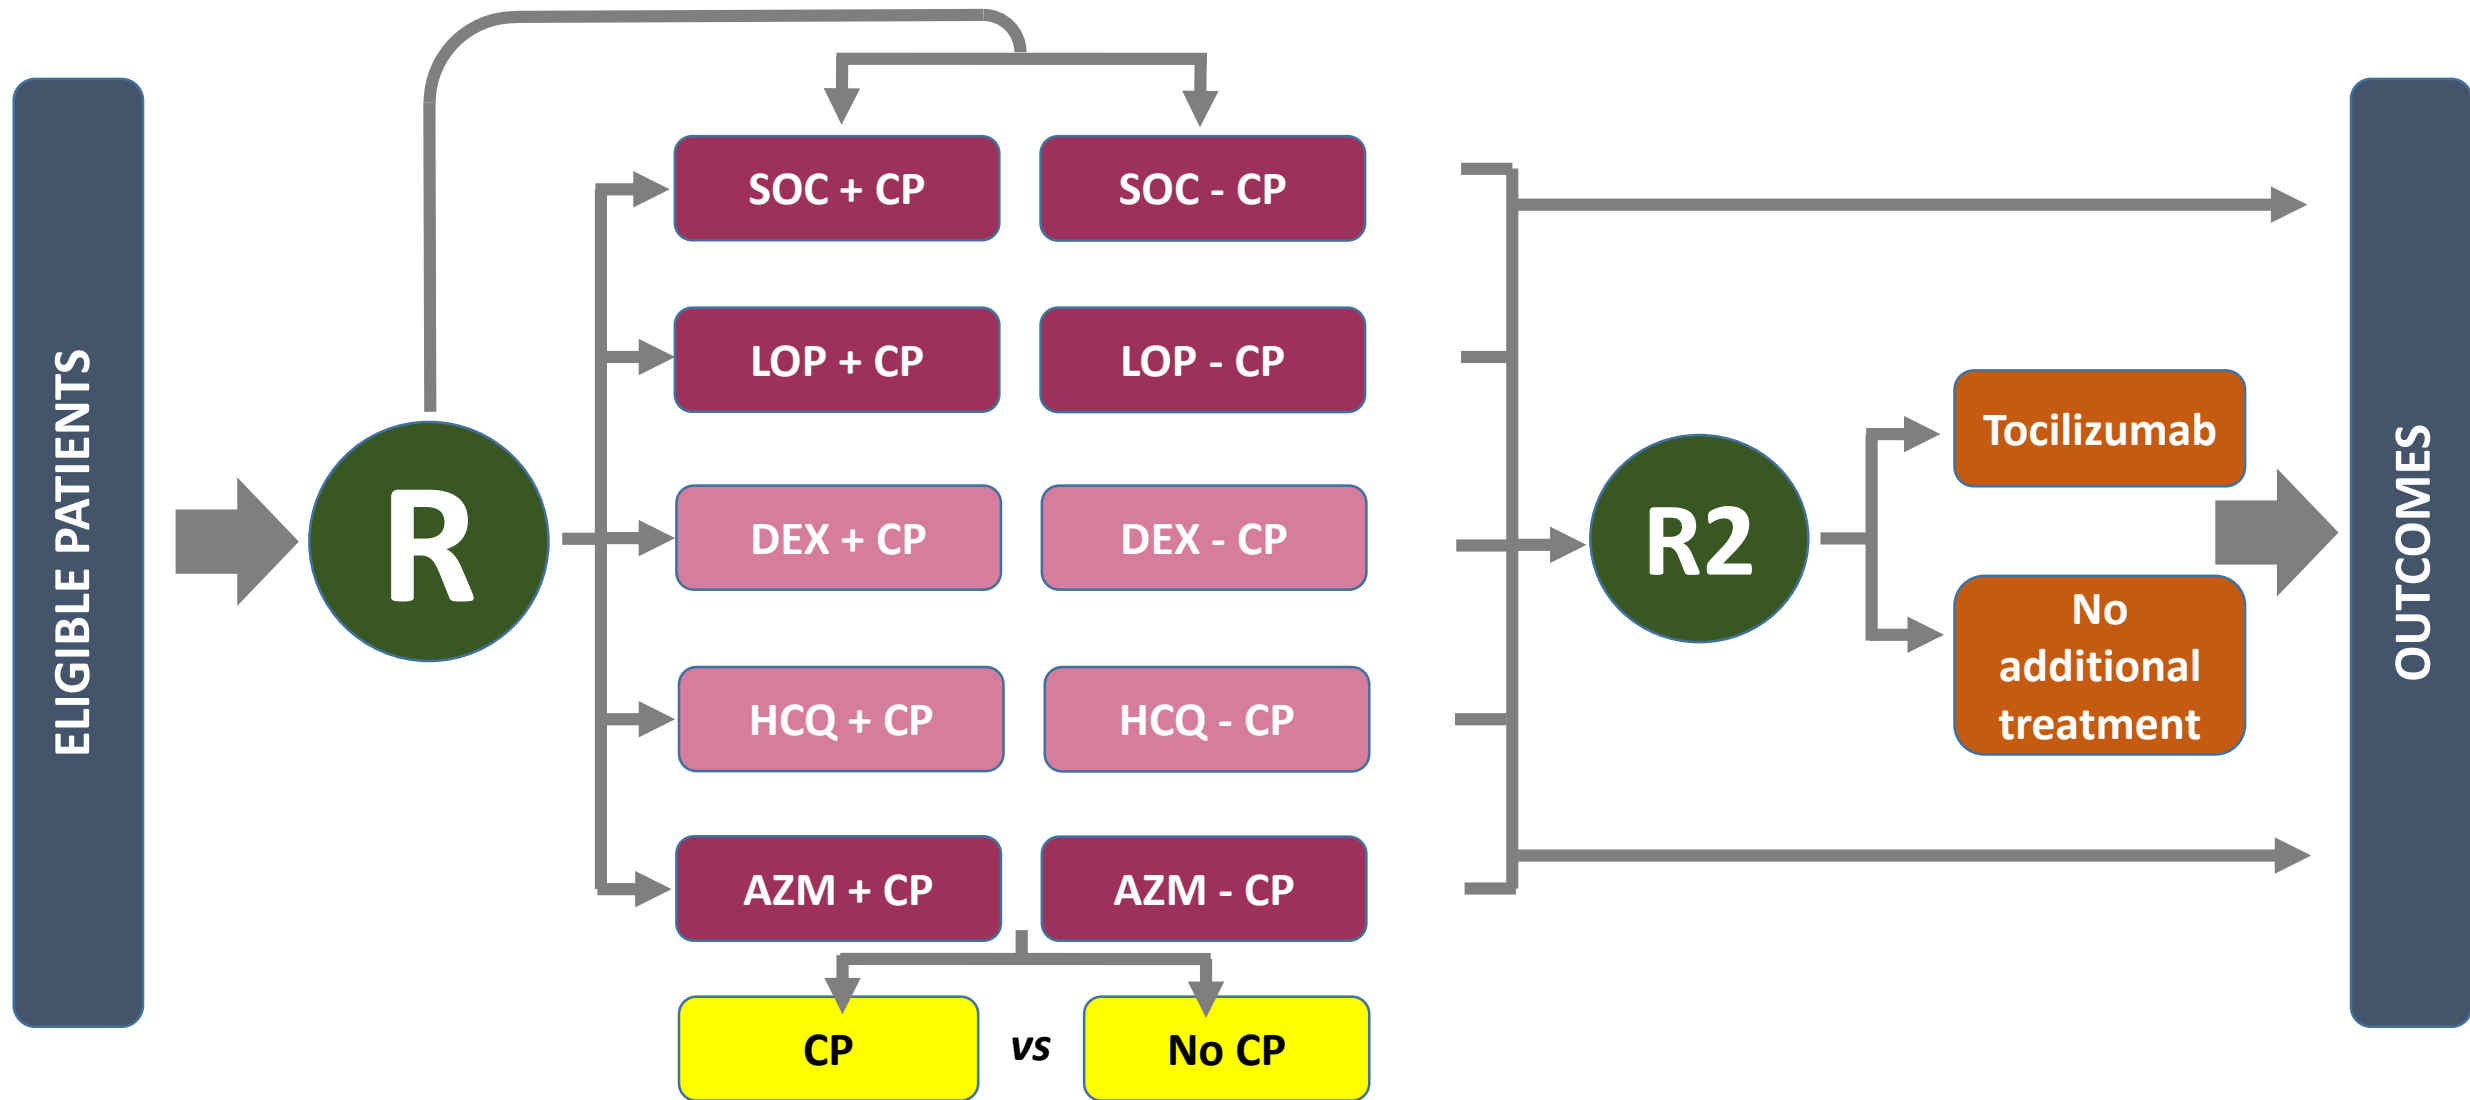 ELIGIBLE PATIENTS
R
SOC + CP
SOC - CP
LOP + CP
LOP - CP
DEX + CP
DEX - CP
HCQ + CP
HCQ - CP
AZM + CP
AZM - CP
CP
vs
No CP
R2
Tocilizumab
No
additional
treatment
OUTCOMES